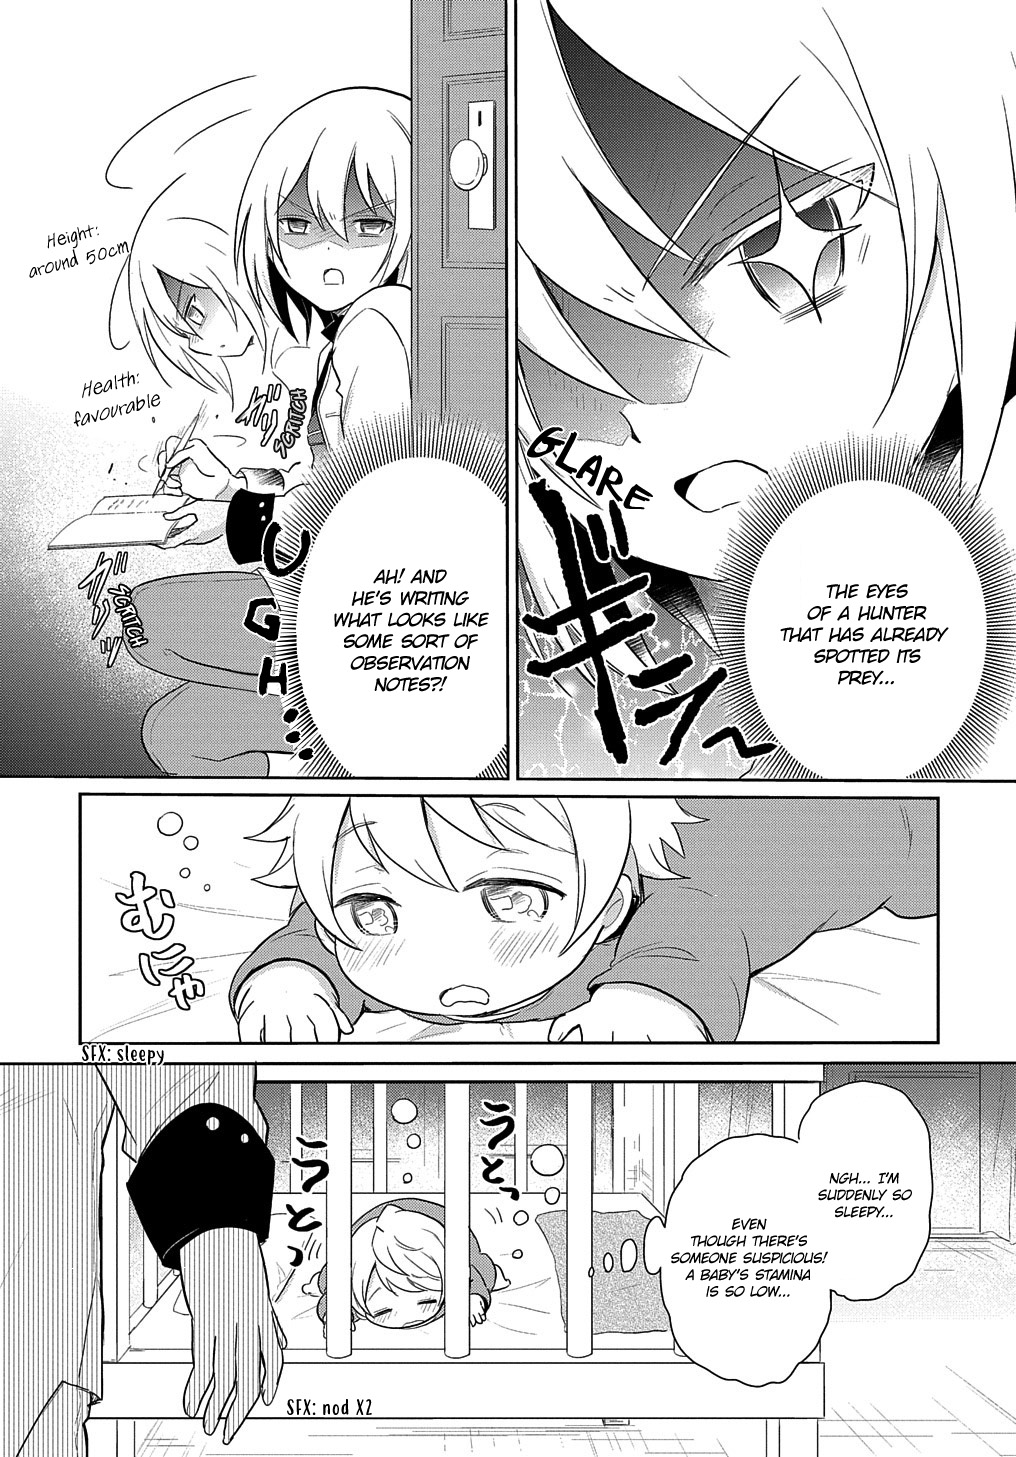 GLARE
ギラ〜
THE EYES
OF A HUNTER
THAT HAS ALREADY
SPOTTED ITS
PREY...
Height:
around 50cm
Health:
favourable
ガリ
SCRITCH
ガリ
SCRITCH
UGH...
AH! AND
HE'S WRITING
WHAT LOOKS LIKE
SOME SORT OF
OBSERVATION
NOTES?!
むにゃ
SFX: sleepy
NGH... I'M
SUDDENLY SO
SLEEPY...
EVEN
THOUGH THERE'S
SOMEONE SUSPICIOUS!
A BABY'S STAMINA
IS SO LOW...
うとっ
うとっ
SFX: nod X2